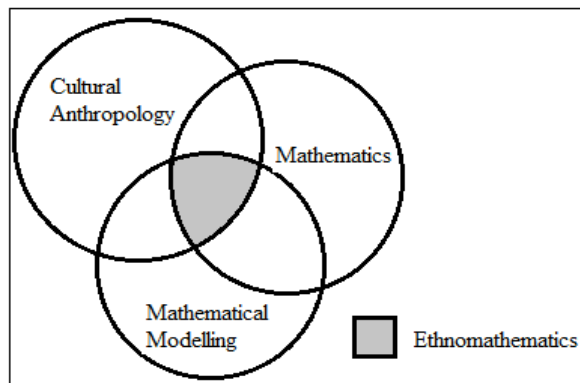 Cultural
Anthropology
Mathematics
Mathematical
Modelling
Ethnomathematics